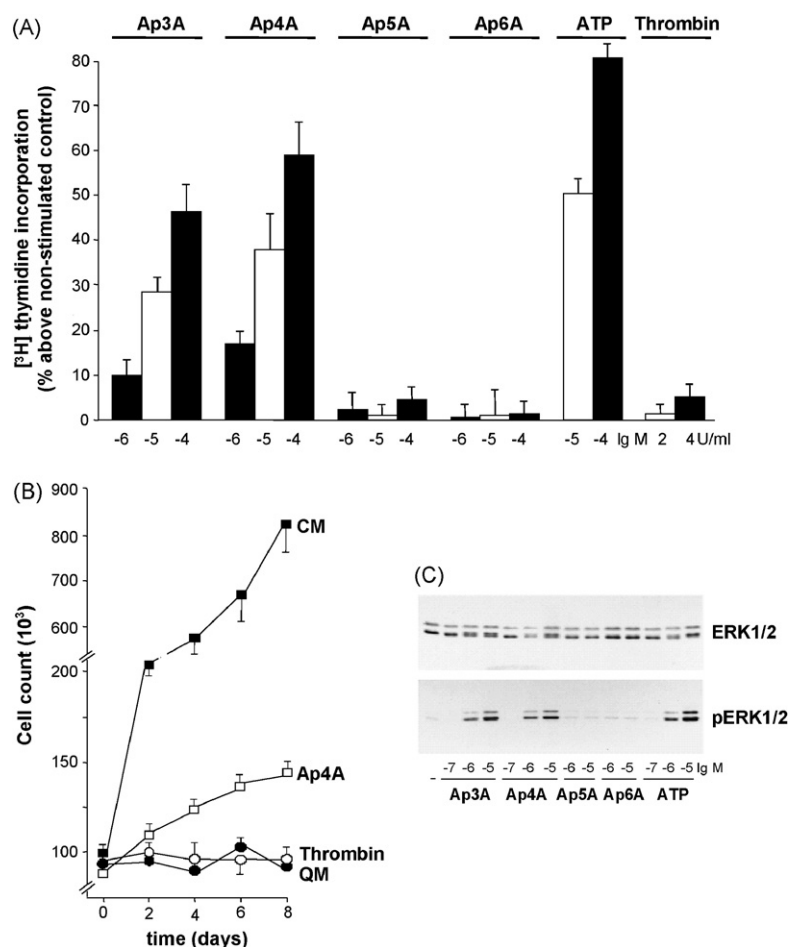 (A)
Ap3A Ap4A Ap5A Ap6A ATP Thrombin
[³H] thymidine incorporation
(% above non-stimulated control)
80
70
60
50
40
30
20
10
0
-6 -5 -4 -6 -5 -4 -6 -5 -4 -6 -5 -4 -5 -4 lg M 2 4 U/ml
(B)
Cell count (10³)
900
800
700
600
200
150
100
CM
Ap4A
Thrombin
QM
0 2 4 6 8
time (days)
(C)
ERK1/2
pERK1/2
- -7 -6 -5 -7 -6 -5 -6 -5 -6 -5 -7 -6 -5 lg M
Ap3A Ap4A Ap5A Ap6A ATP